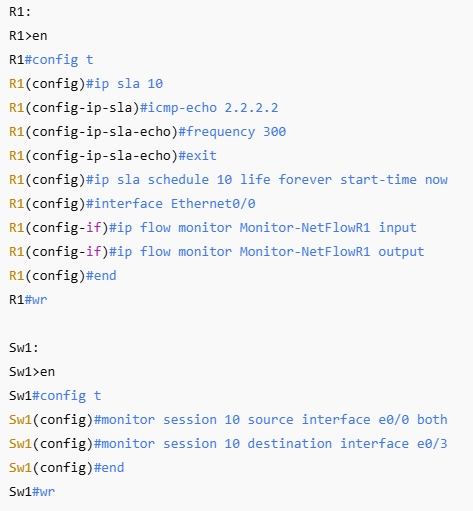 R1:
R1>en
R1#config t
R1(config)#ip sla 10
R1(config-ip-sla)#icmp-echo 2.2.2.2
R1(config-ip-sla-echo)#frequency 300
R1(config-ip-sla-echo)#exit
R1(config)#ip sla schedule 10 life forever start-time now
R1(config)#interface Ethernet0/0
R1(config-if)#ip flow monitor Monitor-NetFlowR1 input
R1(config-if)#ip flow monitor Monitor-NetFlowR1 output
R1(config)#end
R1#wr
Sw1:
Sw1>en
Sw1#config t
Sw1(config)#monitor session 10 source interface e0/0 both
Sw1(config)#monitor session 10 destination interface e0/3
Sw1(config)#end
Sw1#wr